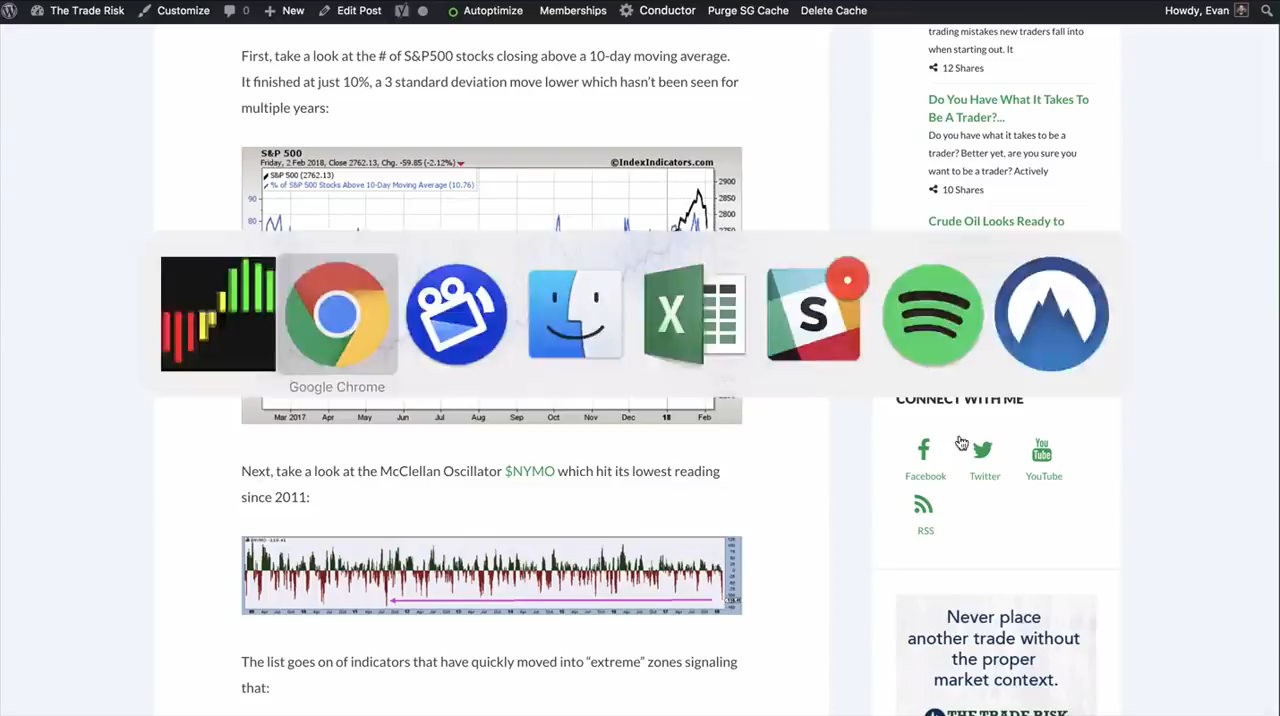 The Trade Risk
Customize
0
New
Edit Post
Autoptimize
Memberships
Conductor
Purge SG Cache
Delete Cache
Howdy, Evan
First, take a look at the # of S&P500 stocks closing above a 10-day moving average.
It finished at just 10%, a 3 standard deviation move lower which hasn't been seen for
multiple years:
S&P 500
Friday, 2 Feb 2018, Close 2762.13, Chg. -59.85 (-2.12%)
©IndexIndicators.com
S&P 500 (2762.13)
% of S&P 500 Stocks Above 10-Day Moving Average (10.76)
90
80
2900
2850
2800
2750
Mar 2017 Apr May Jun Jul Aug Sep Oct Nov Dec 18 Feb
Google Chrome
X
S
Next, take a look at the McClellan Oscillator $NYMO which hit its lowest reading
since 2011:
The list goes on of indicators that have quickly moved into "extreme" zones signaling
that:
trading mistakes new traders fall into
when starting out. It
12 Shares
Do You Have What It Takes To
Be A Trader?...
Do you have what it takes to be a
trader? Better yet, are you sure you
want to be a trader? Actively
10 Shares
Crude Oil Looks Ready to
CONNECT WITH ME
Facebook
Twitter
You
Tube
YouTube
RSS
Never place
another trade without
the proper
market context.
THE TRADE RISK